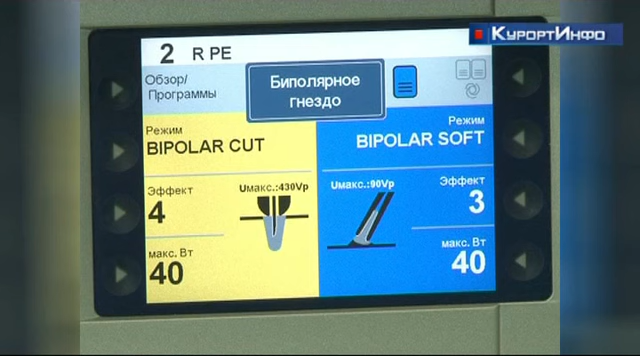 КурортИнфо
2 R PE
Обзор/
Программы
Биполярное
гнездо
Режим
BIPOLAR CUT
Режим
BIPOLAR SOFT
Эффект
4
Uмакс.:430Vp
Uмакс.:90Vp
Эффект
3
макс. Вт
40
макс. Вт
40